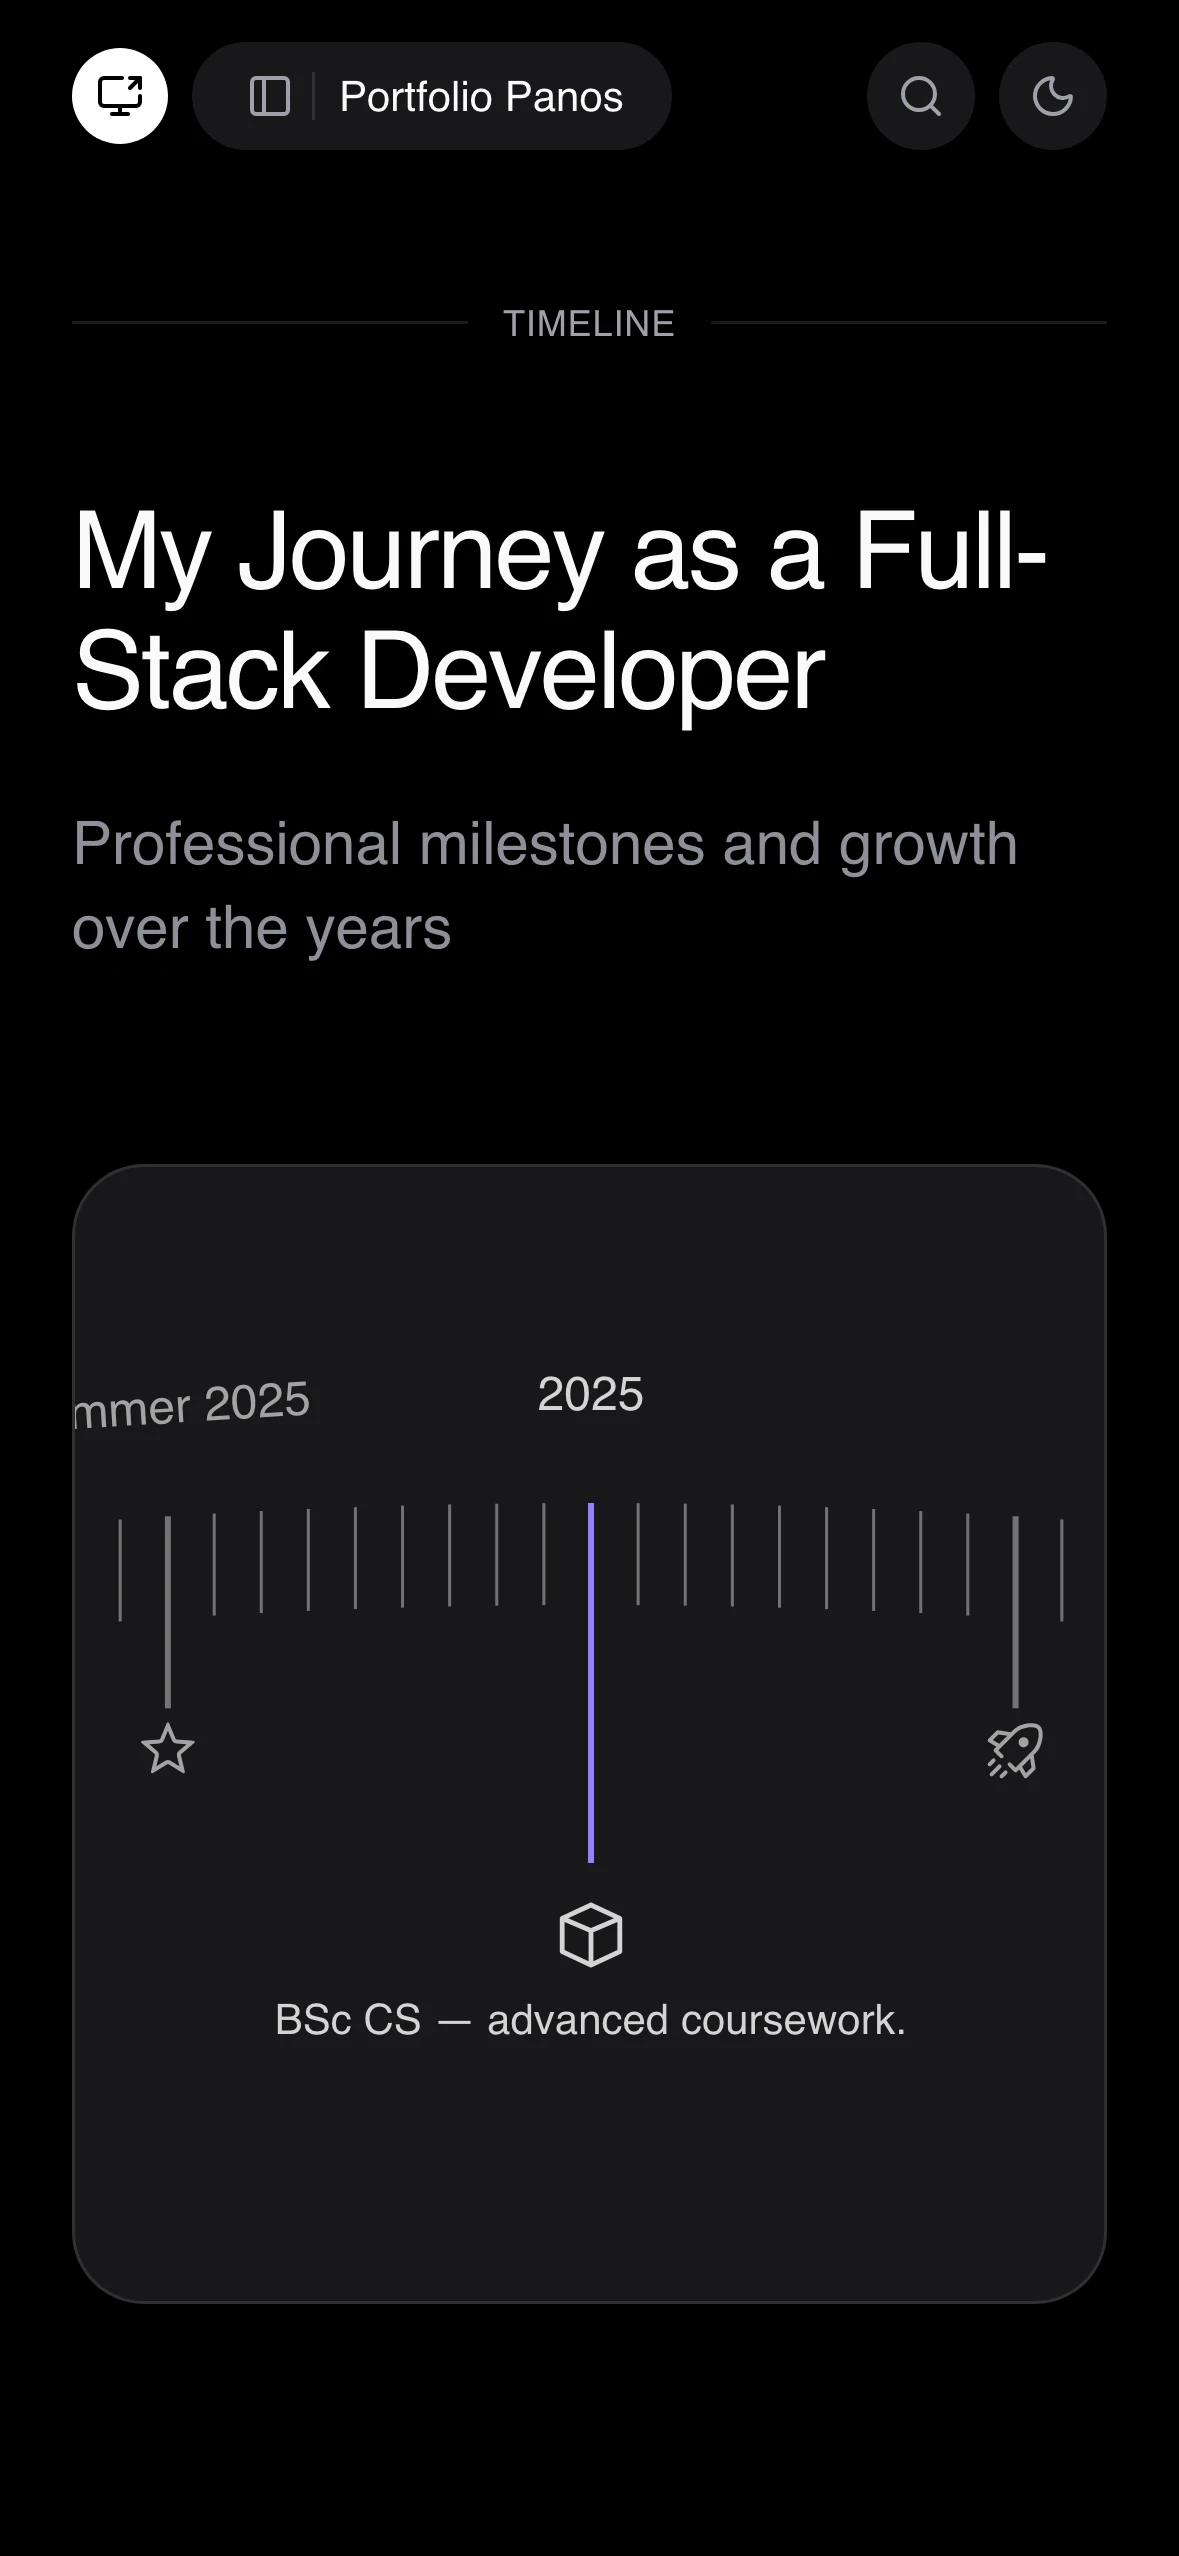 Portfolio Panos
TIMELINE
My Journey as a Full-
Stack Developer
Professional milestones and growth
over the years
mmer 2025
2025
BSc CS — advanced coursework.